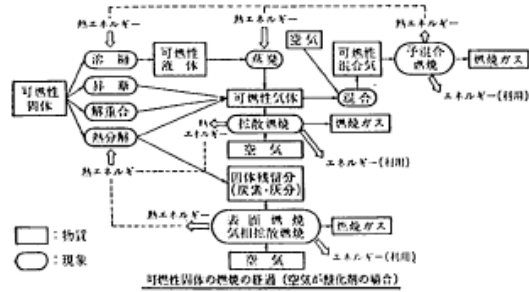 熱エネルギー
熱エネルギー
熱エネルギー
空気
溶融
可燃性
液体
蒸発
可燃性
混合気
予混合
燃焼
燃焼ガス
可燃性
固体
昇華
解重合
熱分解
可燃性気体
混合
エネルギー(利用)
熱
エネルギー
拡散燃焼
燃焼ガス
空気
エネルギー(利用)
熱エネルギー
固体残留分
(炭素・灰分)
熱エネルギー
表面燃焼
気相拡散燃焼
燃焼ガス
エネルギー(利用)
空気
:物質
:現象
可燃性固体の燃焼の経過(空気が酸化剤の場合)